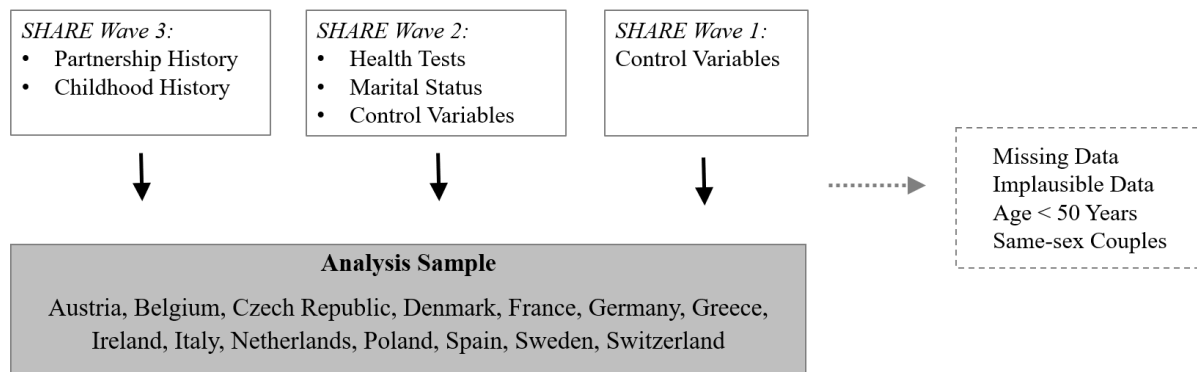 SHARE Wave 3:
• Partnership History
• Childhood History
SHARE Wave 2:
• Health Tests
• Marital Status
• Control Variables
SHARE Wave 1:
Control Variables
Missing Data
Implausible Data
Age < 50 Years
Same-sex Couples
Analysis Sample
Austria, Belgium, Czech Republic, Denmark, France, Germany, Greece,
Ireland, Italy, Netherlands, Poland, Spain, Sweden, Switzerland